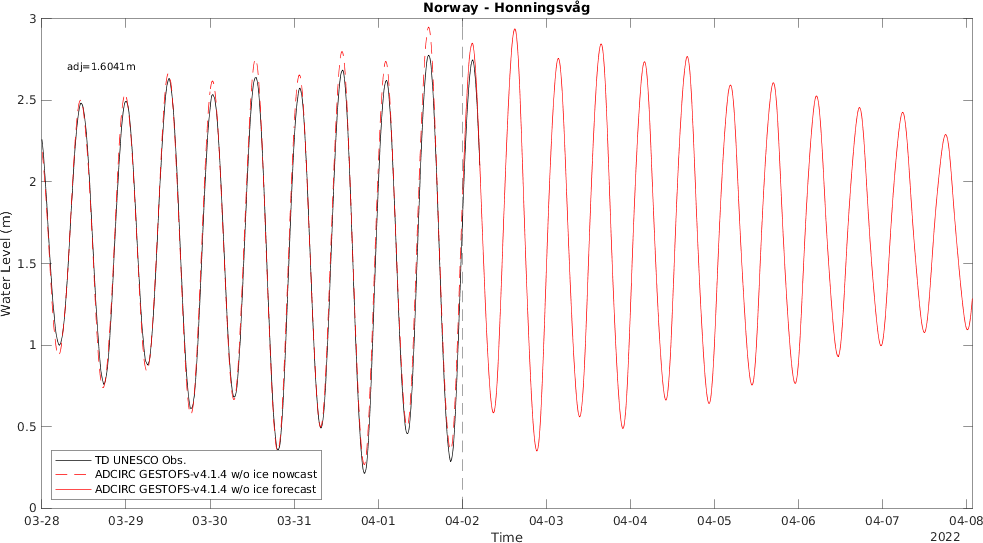 Norway - Honningsvåg
adj=1.6041m
3
2.5
2
1.5
1
0.5
0
Water Level (m)
TD UNESCO Obs.
ADCIRC GESTOFS-v4.1.4 w/o ice nowcast
ADCIRC GESTOFS-v4.1.4 w/o ice forecast
03-28 03-29 03-30 03-31 04-01 04-02 04-03 04-04 04-05 04-06 04-07 04-08
Time
2022